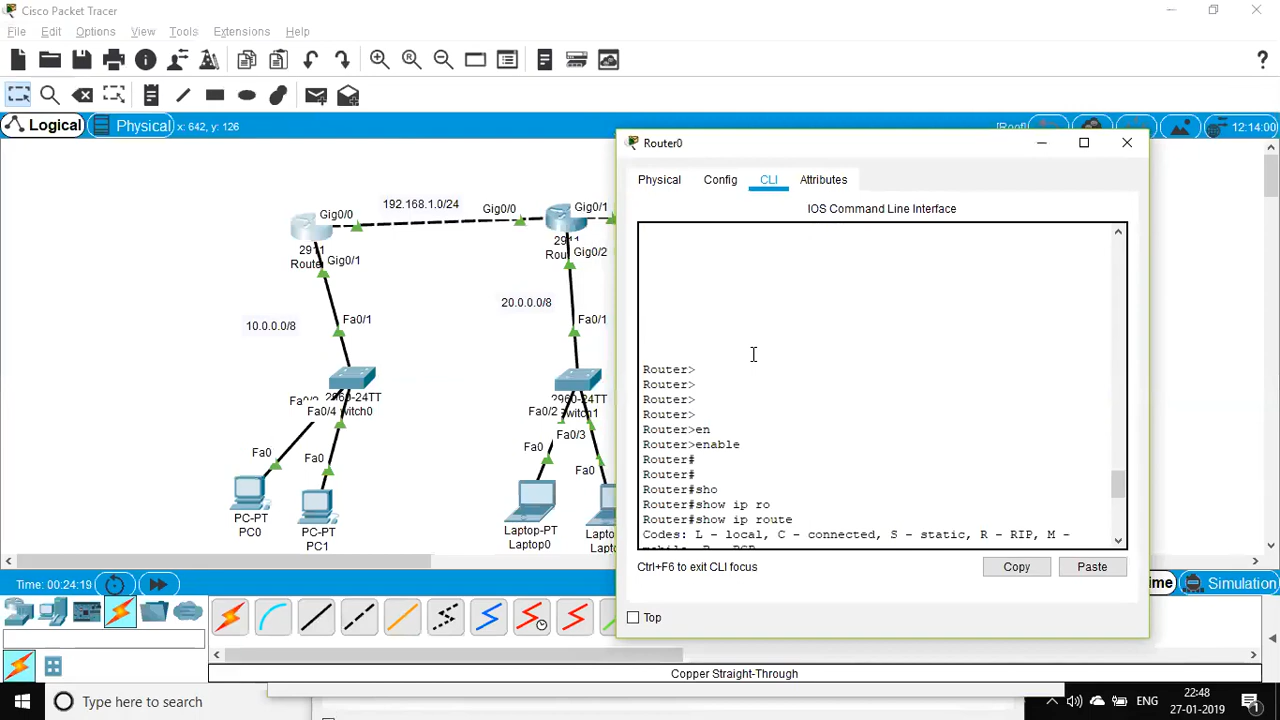 Cisco Packet Tracer
File Edit Options View Tools Extensions Help
Logical Physical x: 642, y: 126 [Root] 12:14:00
Router0
Physical Config CLI Attributes
IOS Command Line Interface
Router>
Router>
Router>
Router>
Router>en
Router>enable
Router#
Router#
Router#sho
Router#show ip ro
Router#show ip route
Codes: L - local, C - connected, S - static, R - RIP, M -
Ctrl+F6 to exit CLI focus
Copy Paste
Top
192.168.1.0/24
Gig0/0
Gig0/0
Gig0/1
Gig0/1
Gig0/2
10.0.0.0/8
20.0.0.0/8
Fa0/1
Fa0/1
2960-24TT
Fa0/4
Fa0/2
Switch1
Fa0/3
Fa0
Fa0
Fa0
Fa0
PC-PT
PC0
PC-PT
PC1
Laptop-PT
Laptop0
Time: 00:24:19
Simulation
Copper Straight-Through
Type here to search
ENG
22:48
27-01-2019
1